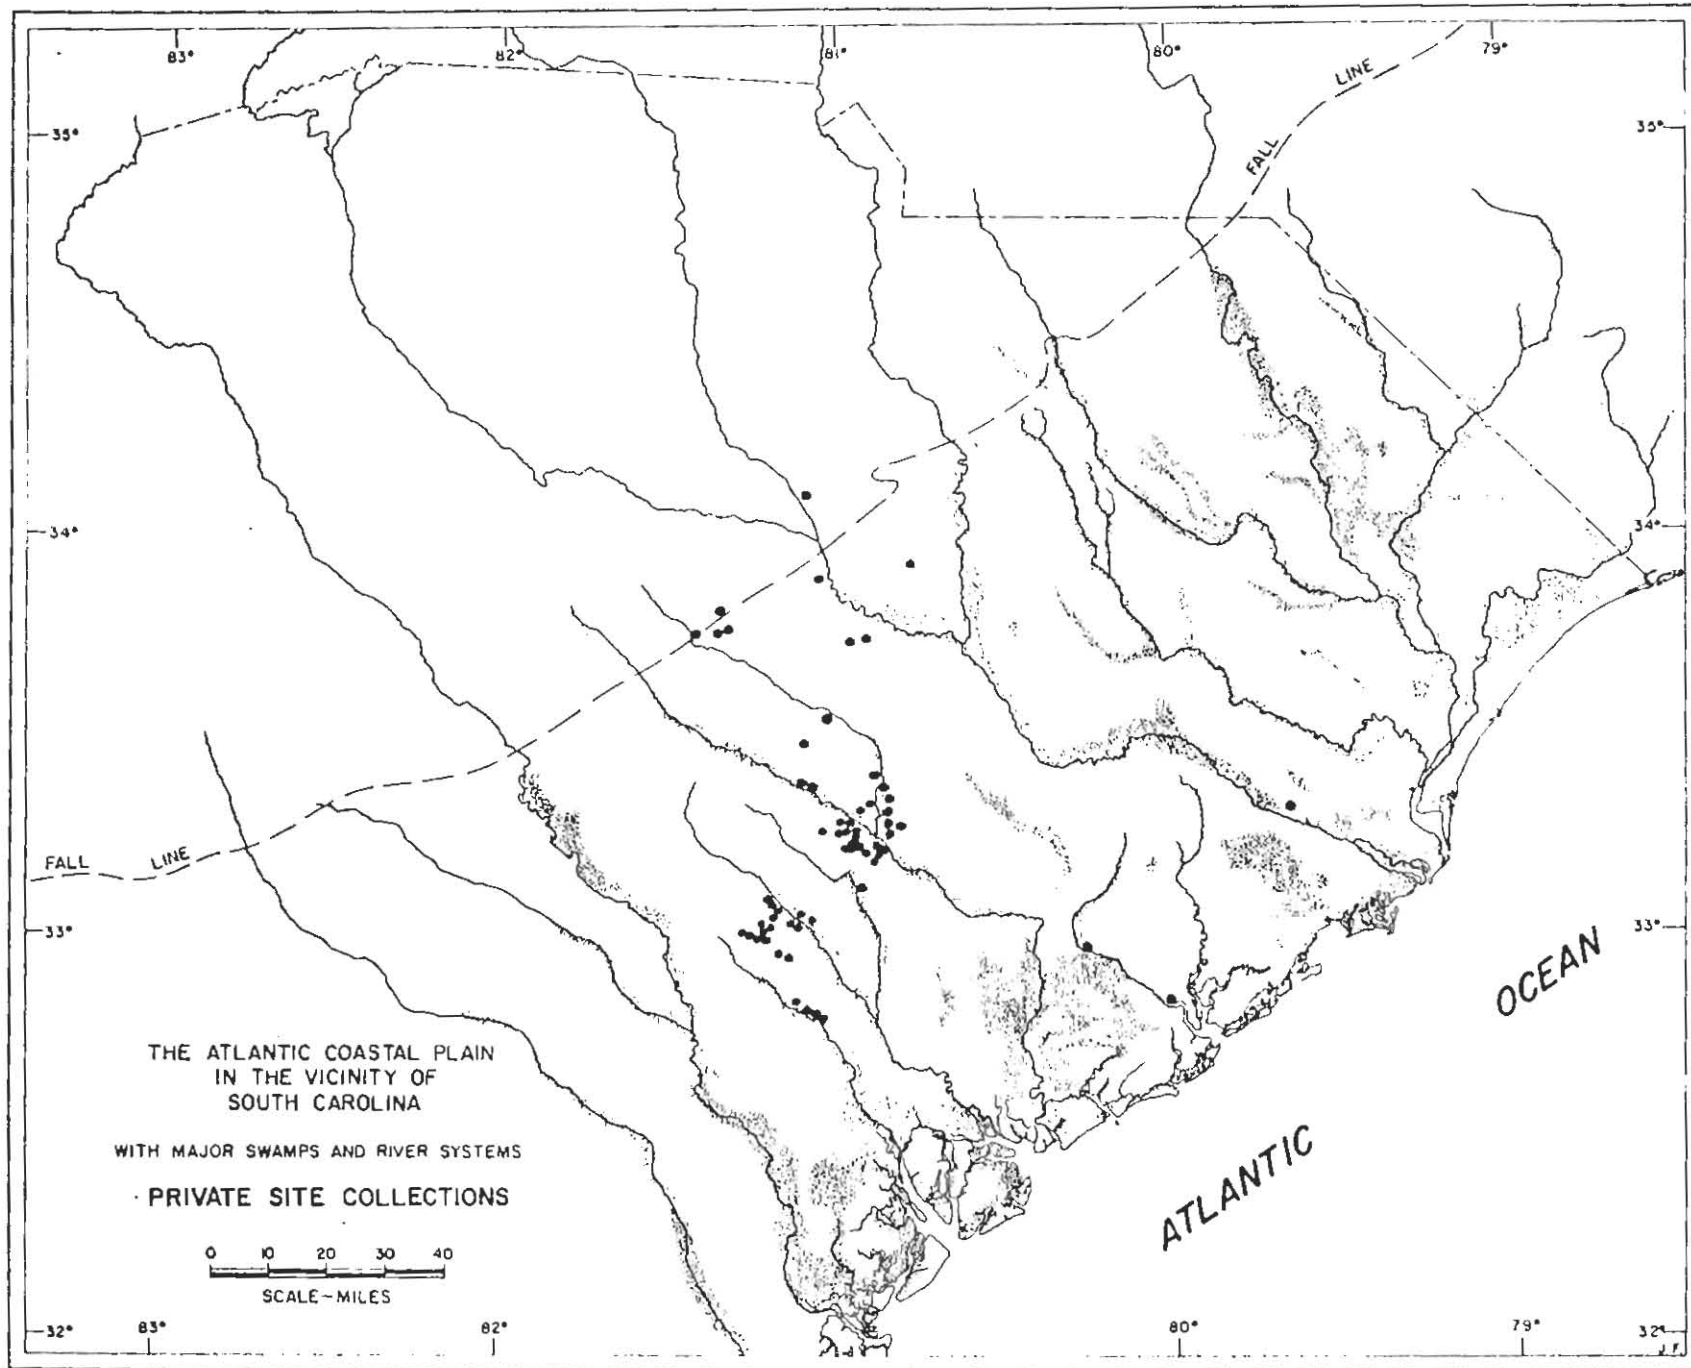 83°
82°
81°
80°
79°
LINE
FALL
35°
35°
34°
34°
FALL LINE
33°
33°
OCEAN
ATLANTIC
THE ATLANTIC COASTAL PLAIN
IN THE VICINITY OF
SOUTH CAROLINA
WITH MAJOR SWAMPS AND RIVER SYSTEMS
PRIVATE SITE COLLECTIONS
0 10 20 30 40
SCALE-MILES
32°
83°
82°
80°
79°
32°
J.F.